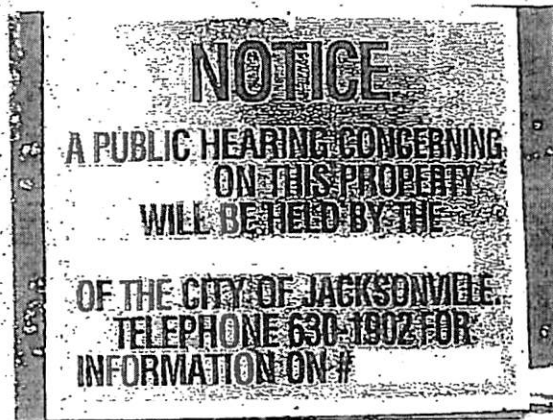 NOTICE
A PUBLIC HEARING CONCERNING
ON THIS PROPERTY
WILL BE HELD BY THE
OF THE CITY OF JACKSONVILLE.
TELEPHONE 630-1902 FOR
INFORMATION ON #